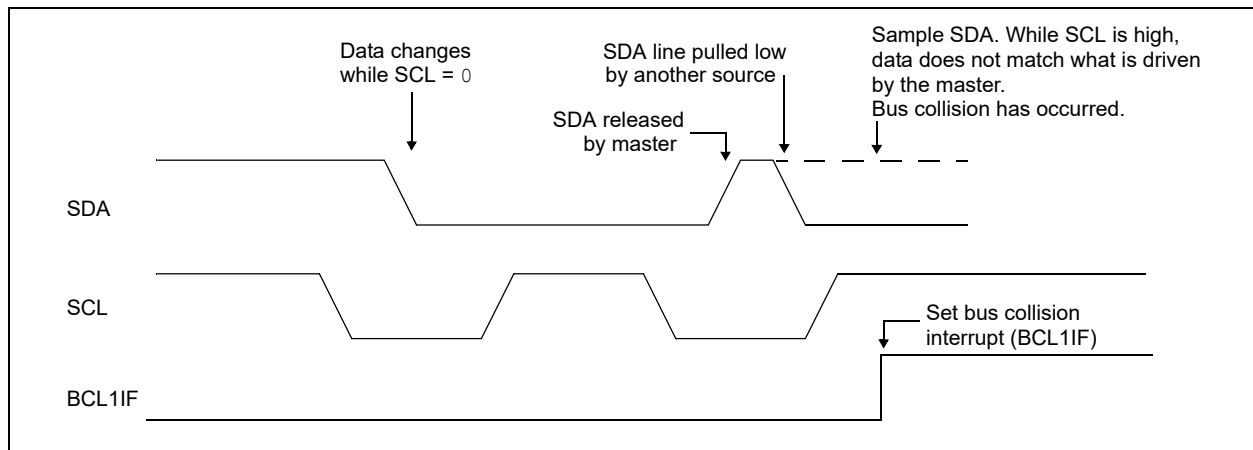 Data changes
while SCL = 0
SDA line pulled low
by another source
Sample SDA. While SCL is high,
data does not match what is driven
by the master.
Bus collision has occurred.
SDA released
by master
SDA
SCL
Set bus collision
interrupt (BCL1IF)
BCL1IF